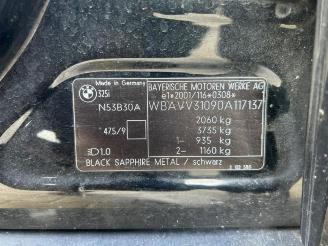 Made in Germany
BMW
325i
N53B30A
475/9
1.0
BAYERISCHE MOTOREN WERKE AG
e1*2001/116*0308*
WBAVV31090A117137
2060 kg
3735 kg
1- 935 kg
2- 1160 kg
BLACK SAPPHIRE METAL / schwarz